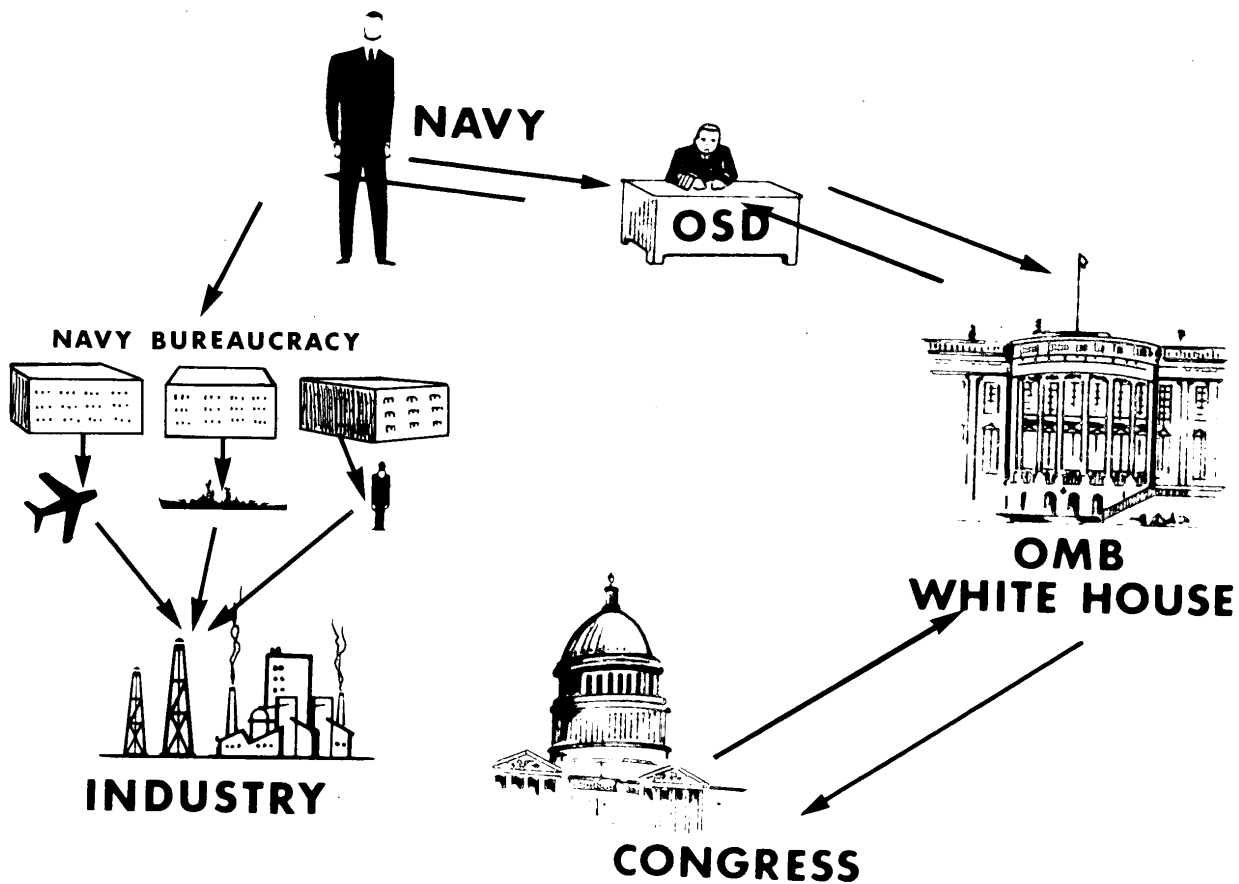 NAVY
OSD
NAVY BUREAUCRACY
OMB
WHITE HOUSE
INDUSTRY
CONGRESS